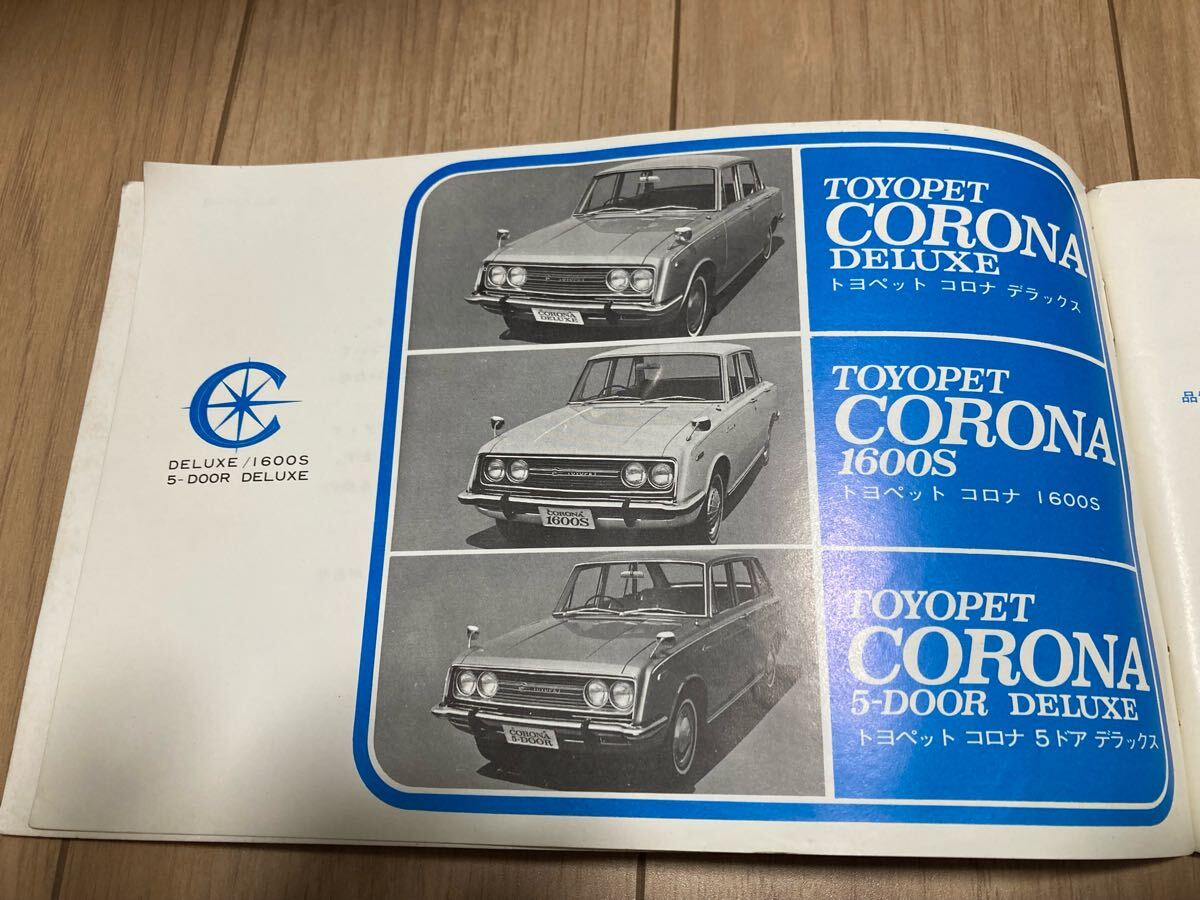 C
DELUXE/1600S
5-DOOR DELUXE
TOYOPET
CORONA
DELUXE
TOYOPET
CORONA
DELUXE
トヨペット コロナ デラックス
TOYOPET
CORONA
1600S
TOYOPET
CORONA
1600S
トヨペット コロナ 1600S
TOYOPET
CORONA
5-DOOR
TOYOPET
CORONA
5-DOOR DELUXE
トヨペット コロナ 5ドア デラックス